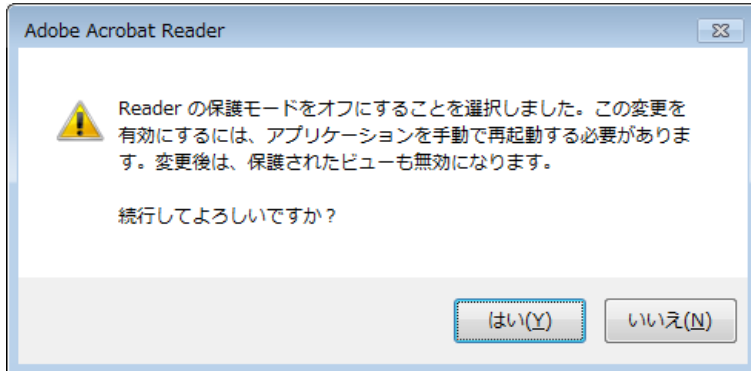 Adobe Acrobat Reader
Reader の保護モードをオフにすることを選択しました。この変更を
有効にするには、アプリケーションを手動で再起動する必要がありま
す。変更後は、保護されたビューも無効になります。
続行してよろしいですか？
はい(Y) いいえ(N)